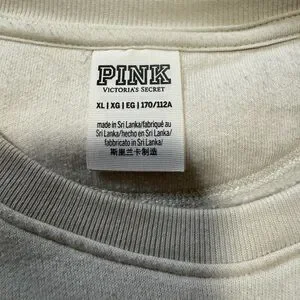 PINK
VICTORIA'S SECRET
XL | XG | EG | 170/112A
made in Sri Lanka/fabriqué au
Sri Lanka/hecho en Sri Lanka/
fabbricato in Sri Lanka/
斯里兰卡制造